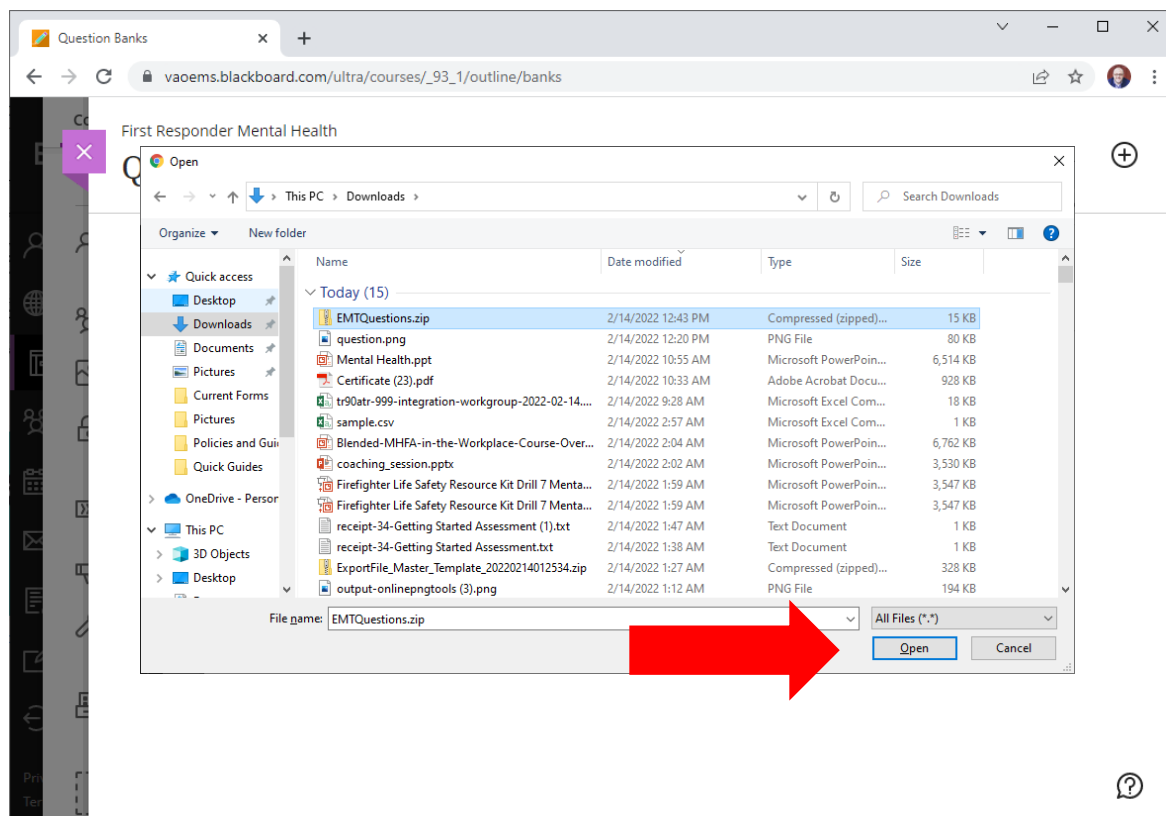 Question Banks
vaoems.blackboard.com/ultra/courses/_93_1/outline/banks
First Responder Mental Health
Open
This PC > Downloads >
Search Downloads
Organize
New folder
Name Date modified Type Size
Quick access
Desktop
Downloads
Documents
Pictures
Current Forms
Pictures
Policies and Gui
Quick Guides
OneDrive - Person
This PC
3D Objects
Desktop
Today (15)
EMTQuestions.zip 2/14/2022 12:43 PM Compressed (zipped)... 15 KB
question.png 2/14/2022 12:20 PM PNG File 80 KB
Mental Health.ppt 2/14/2022 10:55 AM Microsoft PowerPoin... 6,514 KB
Certificate (23).pdf 2/14/2022 10:33 AM Adobe Acrobat Docu... 928 KB
tr90atr-999-integration-workgroup-2022-02-14.... 2/14/2022 9:28 AM Microsoft Excel Com... 18 KB
sample.csv 2/14/2022 2:57 AM Microsoft Excel Com... 1 KB
Blended-MHFA-in-the-Workplace-Course-Over... 2/14/2022 2:04 AM Microsoft PowerPoin... 6,762 KB
coaching_session.pptx 2/14/2022 2:02 AM Microsoft PowerPoin... 3,530 KB
Firefighter Life Safety Resource Kit Drill 7 Menta... 2/14/2022 1:59 AM Microsoft PowerPoin... 3,547 KB
Firefighter Life Safety Resource Kit Drill 7 Menta... 2/14/2022 1:59 AM Microsoft PowerPoin... 3,547 KB
receipt-34-Getting Started Assessment (1).txt 2/14/2022 1:47 AM Text Document 1 KB
receipt-34-Getting Started Assessment.txt 2/14/2022 1:38 AM Text Document 1 KB
ExportFile_Master_Template_20220214012534.zip 2/14/2022 1:27 AM Compressed (zipped)... 328 KB
output-onlinepngtools (3).png 2/14/2022 1:12 AM PNG File 194 KB
File name: EMTQuestions.zip
All Files (*.*)
Open
Cancel